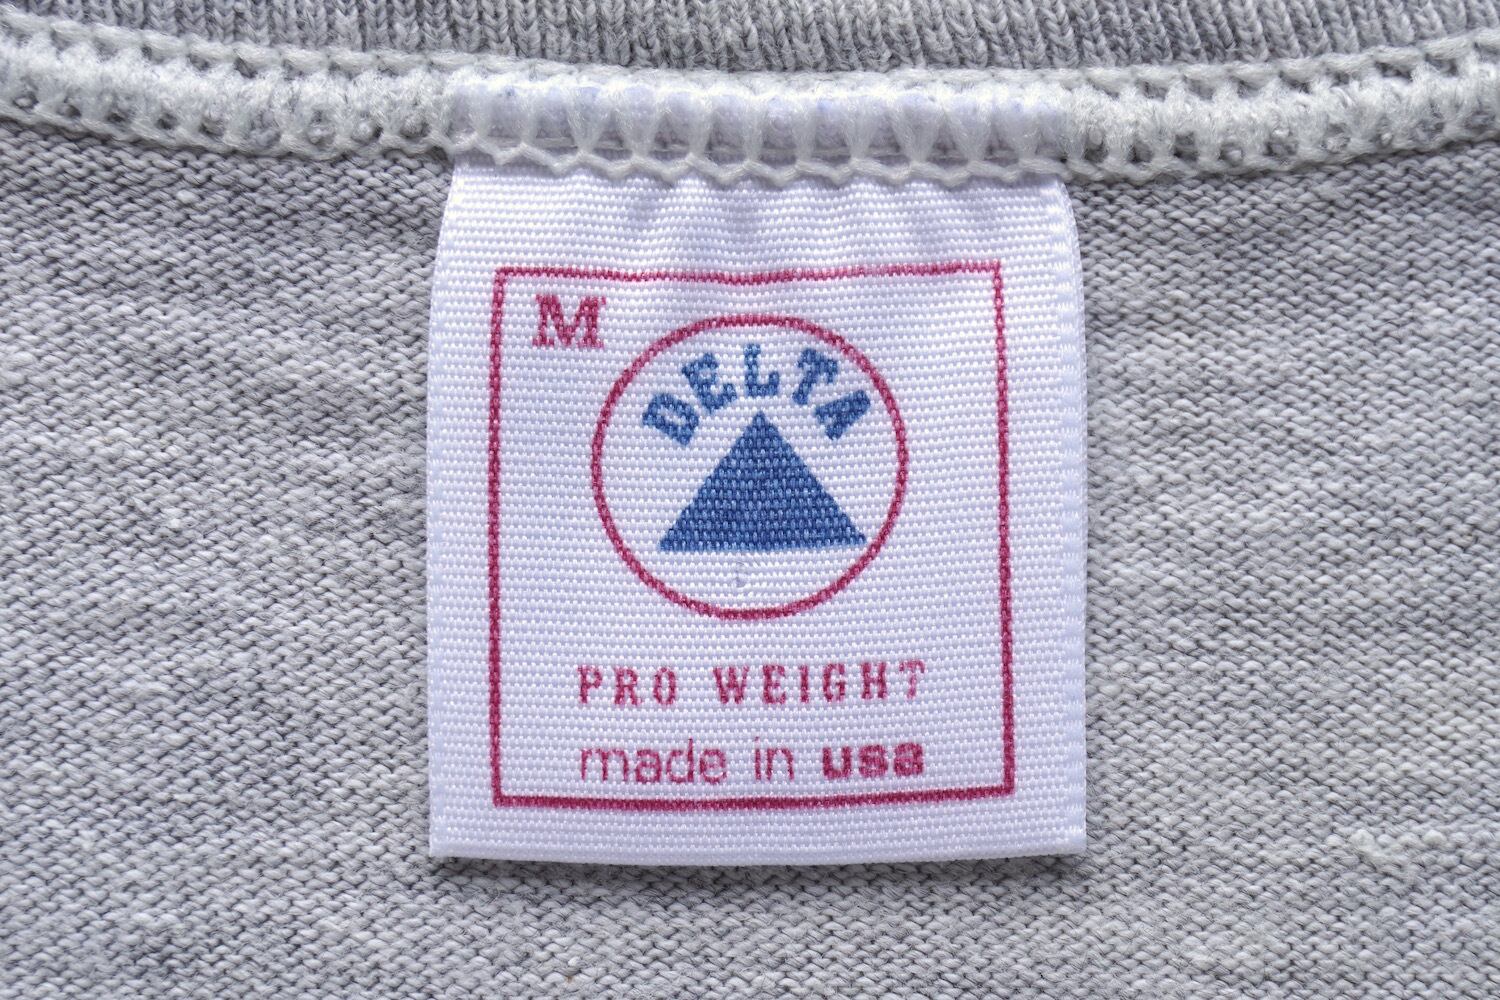 M
DELTA
PRO WEIGHT
made in usa